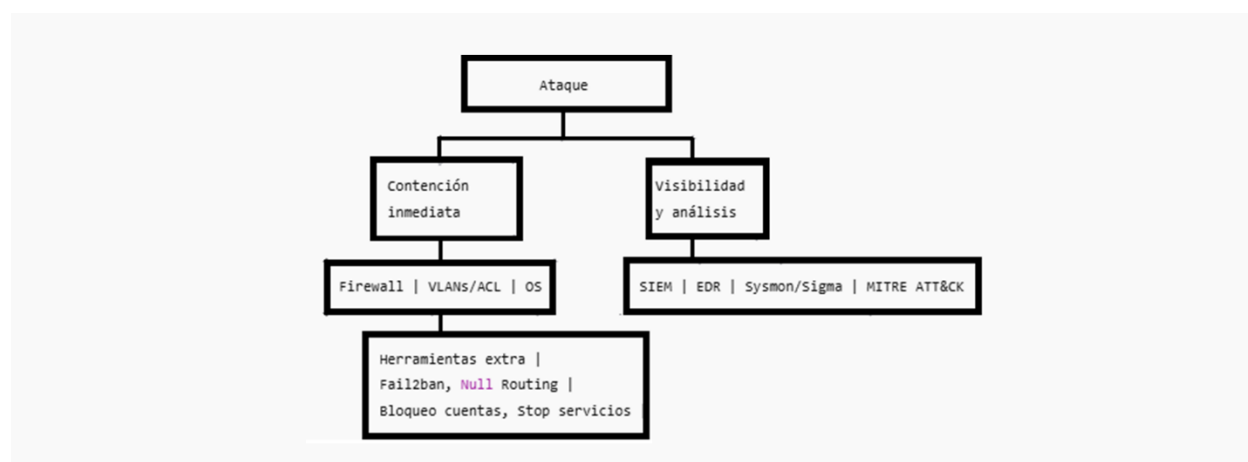 Ataque
Contención
inmediata
Visibilidad
y análisis
Firewall | VLANs/ACL | OS
SIEM | EDR | Sysmon/Sigma | MITRE ATT&CK
Herramientas extra |
Fail2ban, Null Routing |
Bloqueo cuentas, Stop servicios |